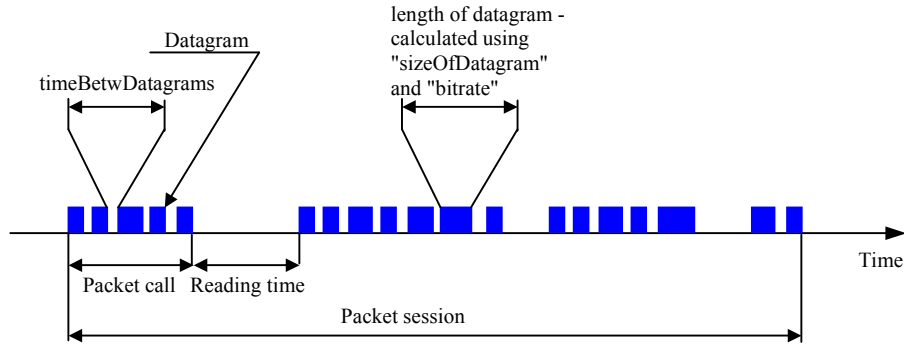 length of datagram -
calculated using
"sizeOfDatagram"
and "bitrate"
Datagram
timeBetwDatagrams
Time
Packet call
Reading time
Packet session